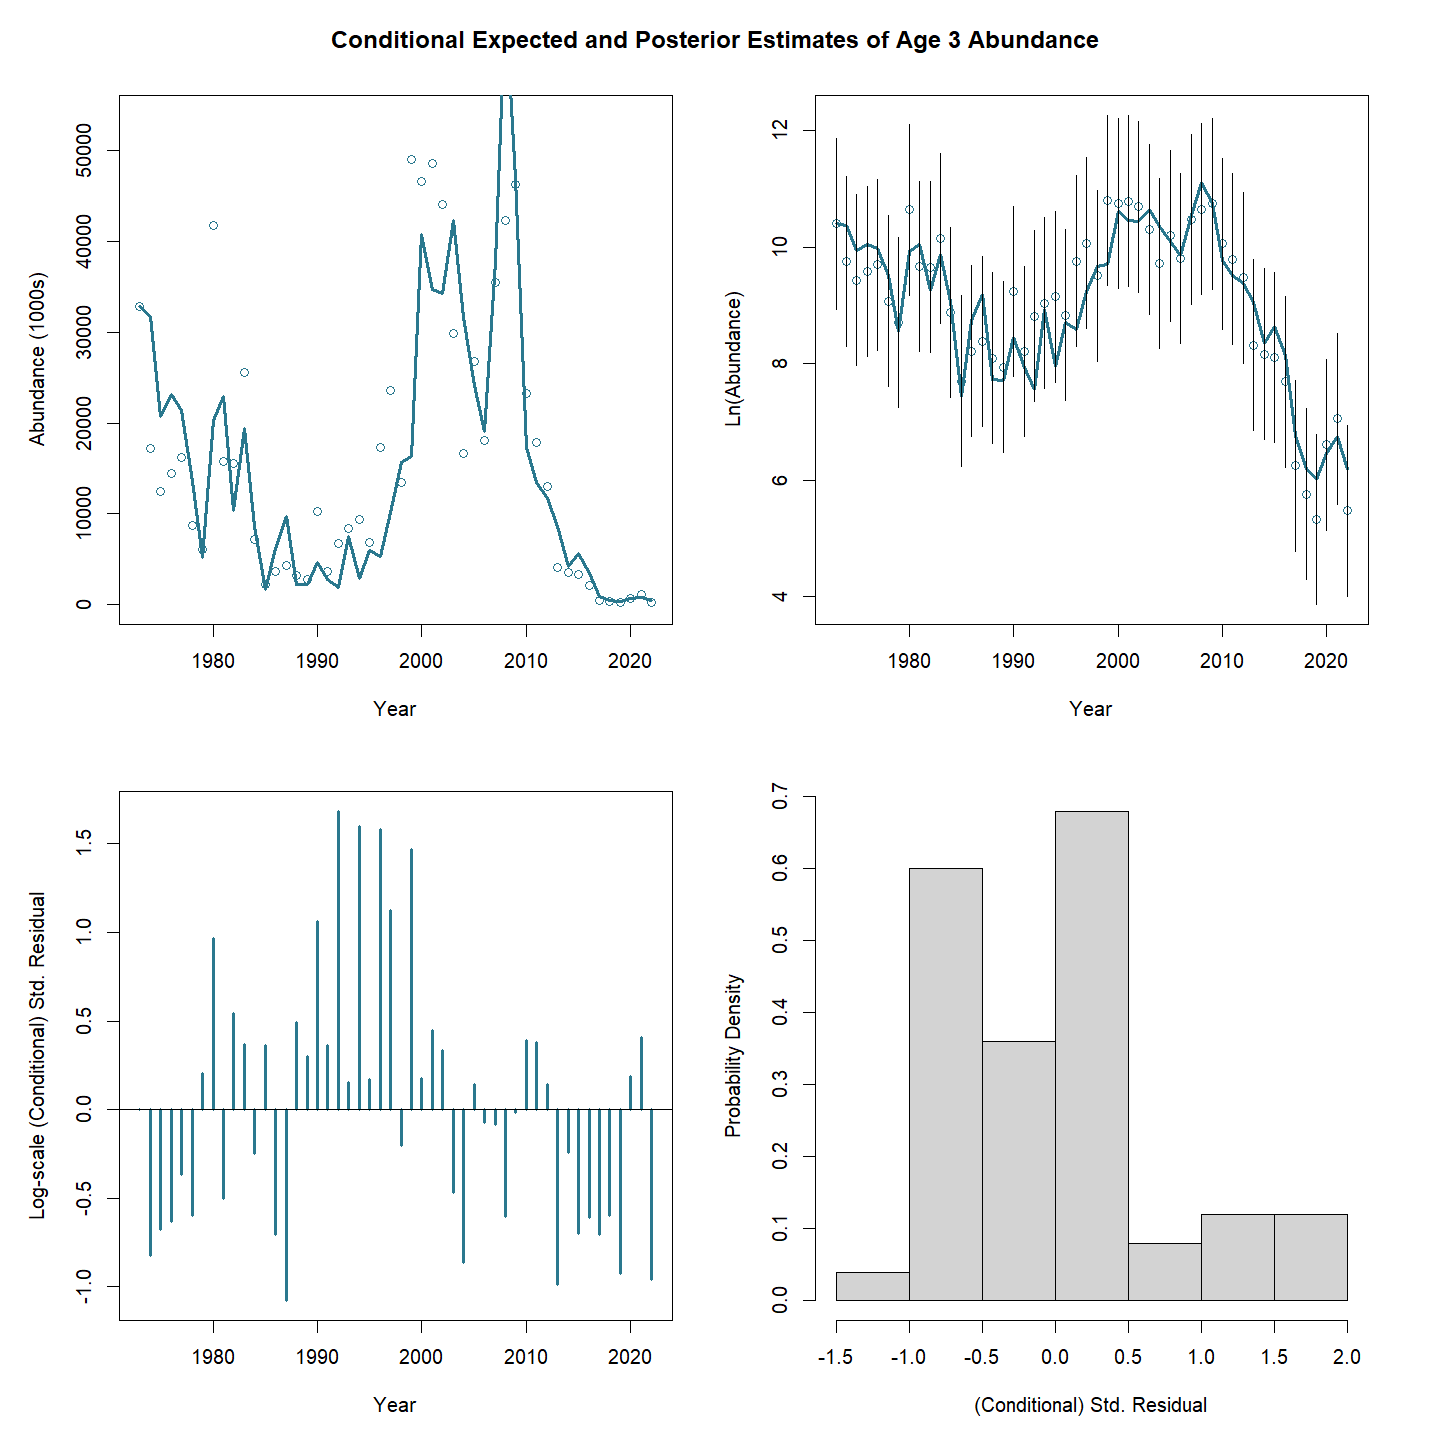 Conditional Expected and Posterior Estimates of Age 3 Abundance
Abundance (1000s)
50000
40000
30000
20000
10000
0
1980 1990 2000 2010 2020
Year
Ln(Abundance)
12
10
8
6
4
1980 1990 2000 2010 2020
Year
Log-scale (Conditional) Std. Residual
1.5
1.0
0.5
0.0
-0.5
-1.0
1980 1990 2000 2010 2020
Year
Probability Density
0.7
0.6
0.5
0.4
0.3
0.2
0.1
0.0
-1.5 -1.0 -0.5 0.0 0.5 1.0 1.5 2.0
(Conditional) Std. Residual